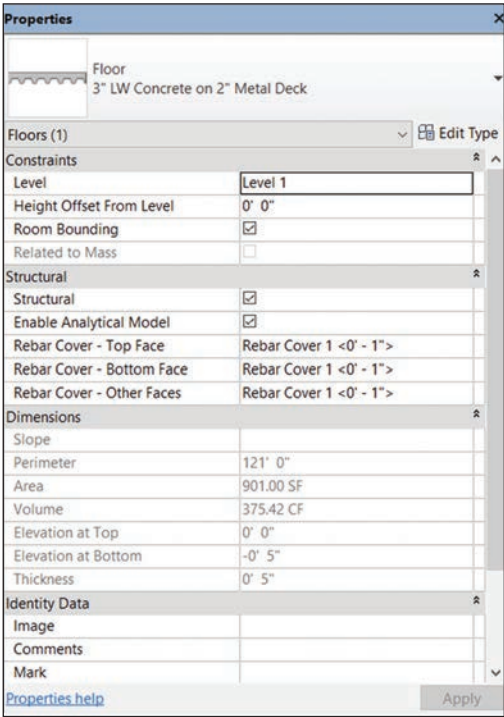 Properties
Floor
3" LW Concrete on 2" Metal Deck
Floors (1) Edit Type
Constraints
Level Level 1
Height Offset From Level 0' 0"
Room Bounding
Related to Mass
Structural
Structural
Enable Analytical Model
Rebar Cover - Top Face Rebar Cover 1 <0' - 1">
Rebar Cover - Bottom Face Rebar Cover 1 <0' - 1">
Rebar Cover - Other Faces Rebar Cover 1 <0' - 1">
Dimensions
Slope
Perimeter 121' 0"
Area 901.00 SF
Volume 375.42 CF
Elevation at Top 0' 0"
Elevation at Bottom -0' 5"
Thickness 0' 5"
Identity Data
Image
Comments
Mark
Properties help Apply